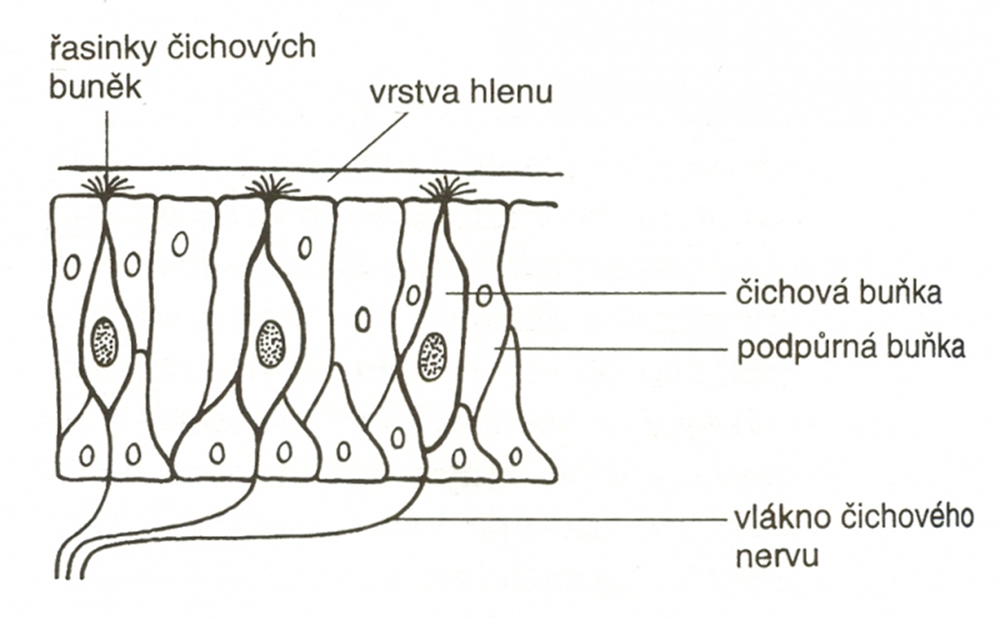 řasinky čichových
buněk
vrstva hlenu
čichová buňka
podpůrná buňka
vlákno čichového
nervu